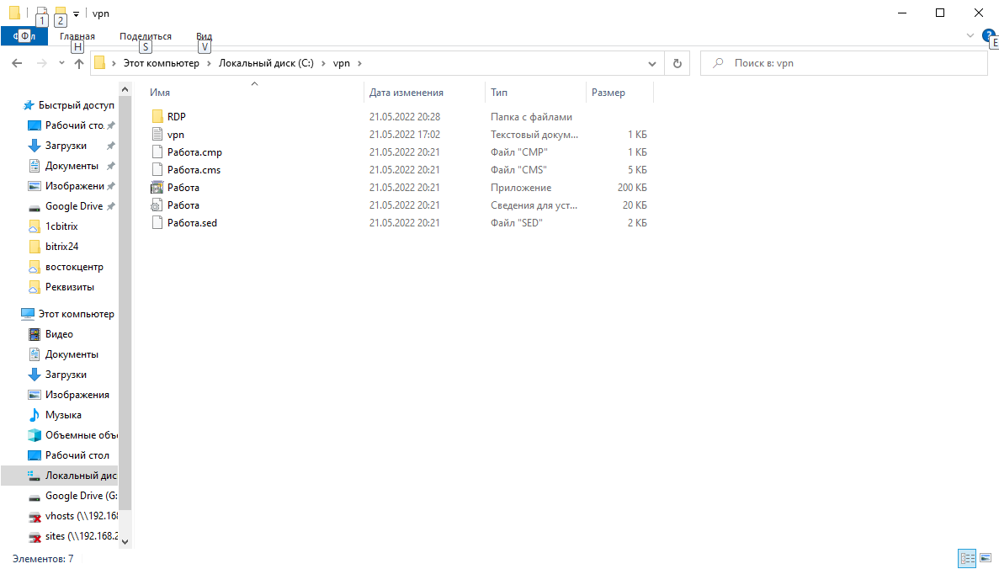 1 2 vpn
Ф Главная Поделиться Вид
H S V E
Этот компьютер Локальный диск (C:) vpn
Поиск в: vpn
Имя Дата изменения Тип Размер
RDP 21.05.2022 20:28 Папка с файлами
vpn 21.05.2022 17:02 Текстовый докум... 1 КБ
Работа.cmp 21.05.2022 20:21 Файл "CMP" 1 КБ
Работа.cms 21.05.2022 20:21 Файл "CMS" 5 КБ
Работа 21.05.2022 20:21 Приложение 200 КБ
Работа 21.05.2022 20:21 Сведения для уст... 20 КБ
Работа.sed 21.05.2022 20:21 Файл "SED" 2 КБ
Быстрый доступ
Рабочий сто.
Загрузки
Документы
Изображени
Google Drive
1cbitrix
bitrix24
востокцентр
Реквизиты
Этот компьютер
Видео
Документы
Загрузки
Изображения
Музыка
Объемные объ
Рабочий стол
Локальный дис
Google Drive (G:
vhosts (\\192.168
sites (\\192.168.2
Элементов: 7